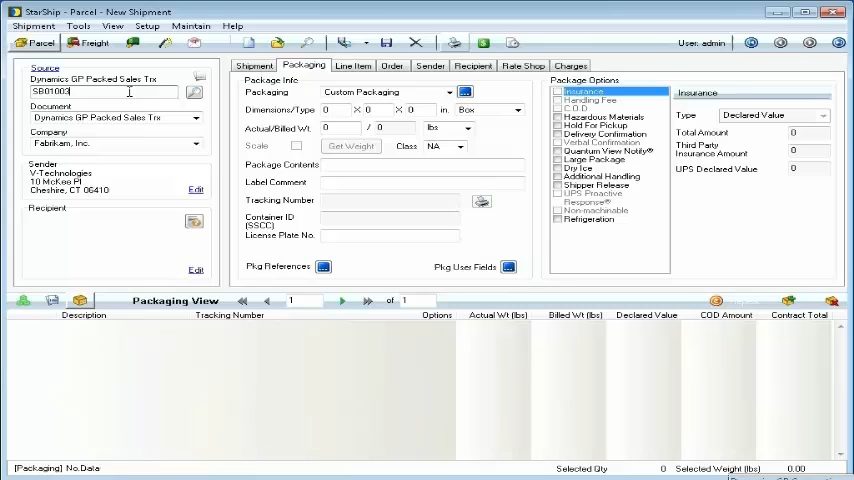 StarShip - Parcel - New Shipment
Shipment Tools View Setup Maintain Help
Parcel Freight User: admin
Source
Dynamics GP Packed Sales Trx
SB01003
Document
Dynamics GP Packed Sales Trx
Company
Fabrikam, Inc.
Sender
V-Technologies
10 McKee Pl
Cheshire, CT 06410
Edit
Recipient
Edit
Shipment Packaging Line Item Order Sender Recipient Rate Shop Charges
Package Info
Packaging Custom Packaging
Dimensions/Type 0 X 0 X 0 in. Box
Actual/Billed Wt. 0 / 0 lbs
Scale Get Weight Class NA
Package Contents
Label Comment
Tracking Number
Container ID
(SSCC)
License Plate No.
Pkg References Pkg User Fields
Package Options
Insurance
Handling Fee
C.O.D
Hazardous Materials
Hold For Pickup
Delivery Confirmation
Verbal Confirmation
Quantum View Notify®
Large Package
Dry Ice
Additional Handling
Shipper Release
UPS Proactive
Response®
Non-machinable
Refrigeration
Insurance
Type Declared Value
Total Amount 0
Third Party
Insurance Amount 0
UPS Declared Value 0
Packaging View 1 of 1
Description Tracking Number Options Actual Wt (lbs) Billed Wt (lbs) Declared Value COD Amount Contract Total
[Packaging] No.Data Selected Qty 0 Selected Weight (lbs) 0.00